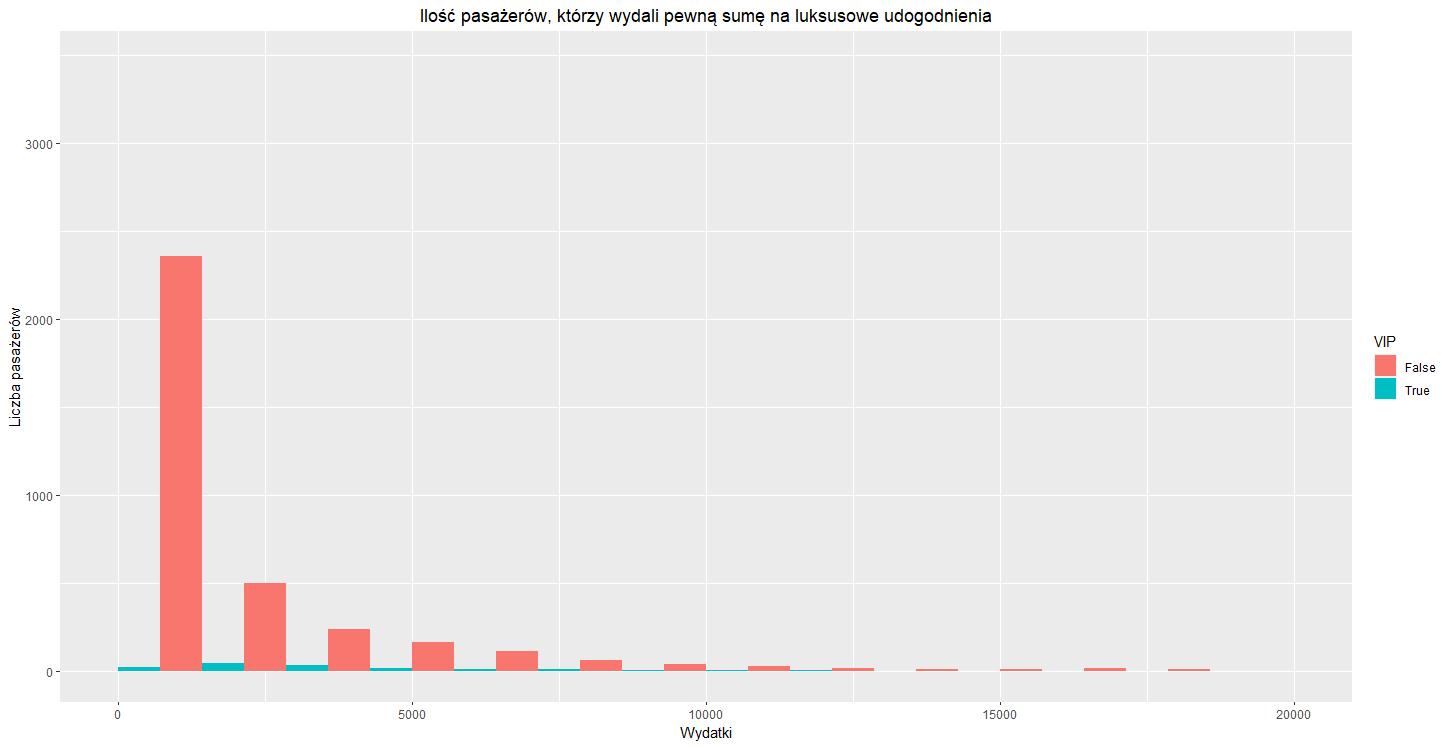 Ilość pasażerów, którzy wydali pewną sumę na luksusowe udogodnienia
Liczba pasażerów
3000
2000
1000
0
0
5000
10000
15000
20000
Wydatki
VIP
False
True